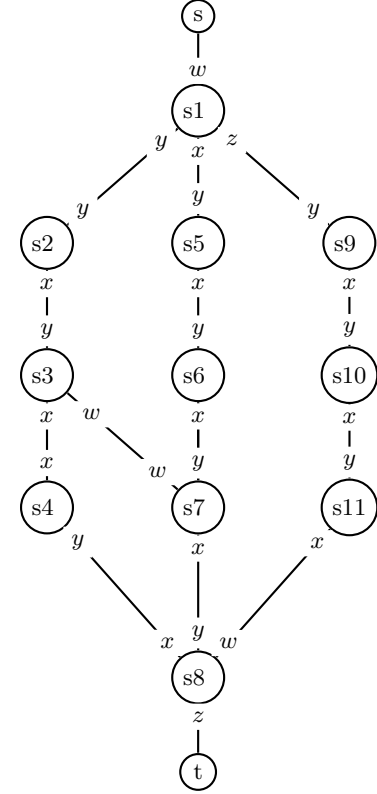 s
w
s1
y x z
y y y
s2 s5 s9
x x x
y y y
s3 s6 s10
x w x x
x w y y
s4 s7 s11
y x x
x y w
s8
z
t